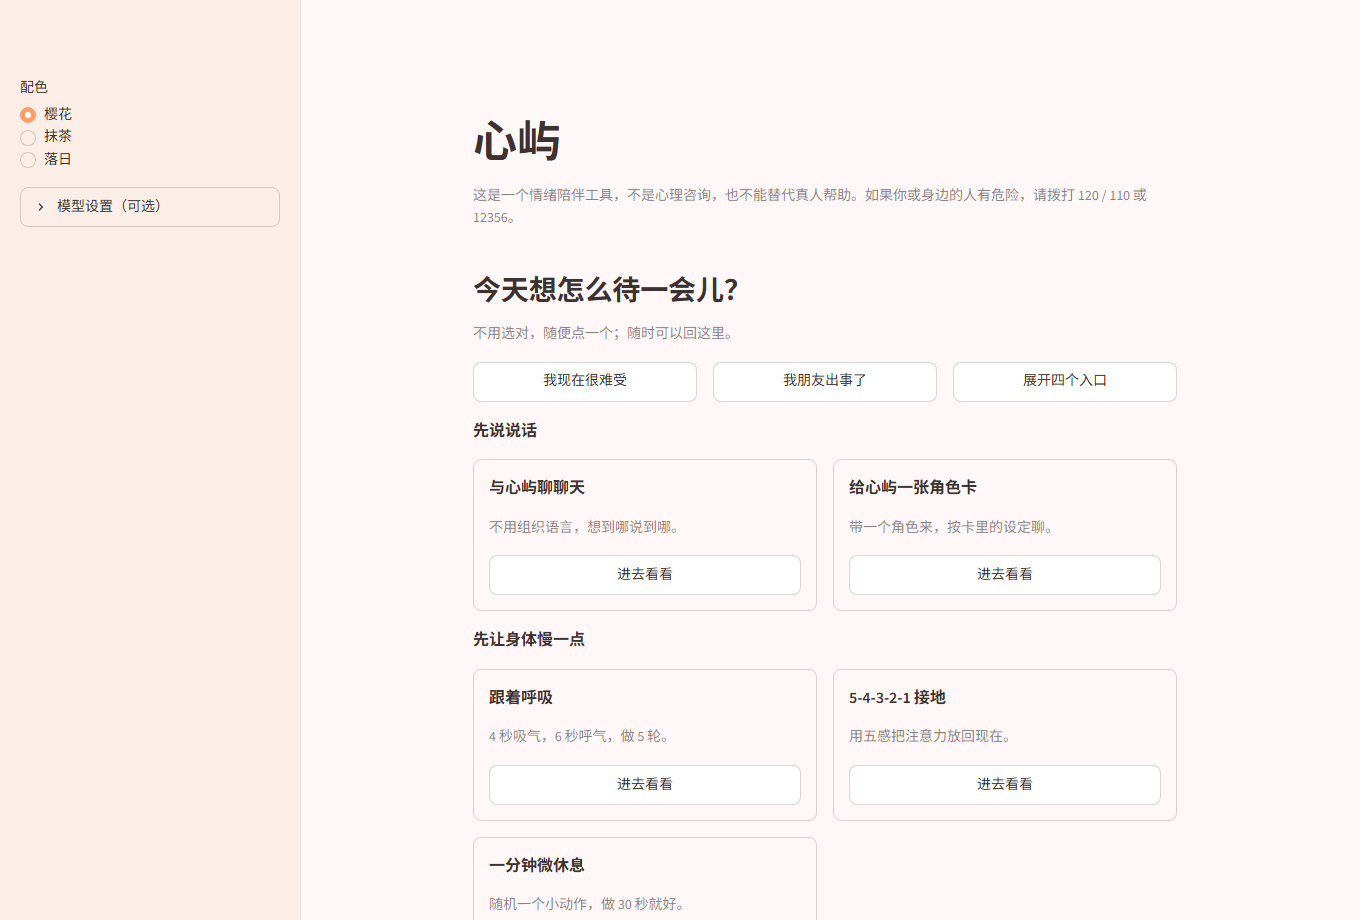 配色
樱花
抹茶
落日
模型设置（可选）
心屿
这是一个情绪陪伴工具，不是心理咨询，也不能替代真人帮助。如果你或身边的人有危险，请拨打 120 / 110 或
12356。
今天想怎么待一会儿？
不用选对，随便点一个；随时可以回这里。
我现在很难受
我朋友出事了
展开四个入口
先说说话
与心屿聊聊天
给心屿一张角色卡
不用组织语言，想到哪说到哪。
带一个角色来，按卡里的设定聊。
进去看看
进去看看
先让身体慢一点
跟着呼吸
5-4-3-2-1 接地
4 秒吸气，6 秒呼气，做 5 轮。
用五感把注意力放回现在。
进去看看
进去看看
一分钟微休息
随机一个小动作，做 30 秒就好。